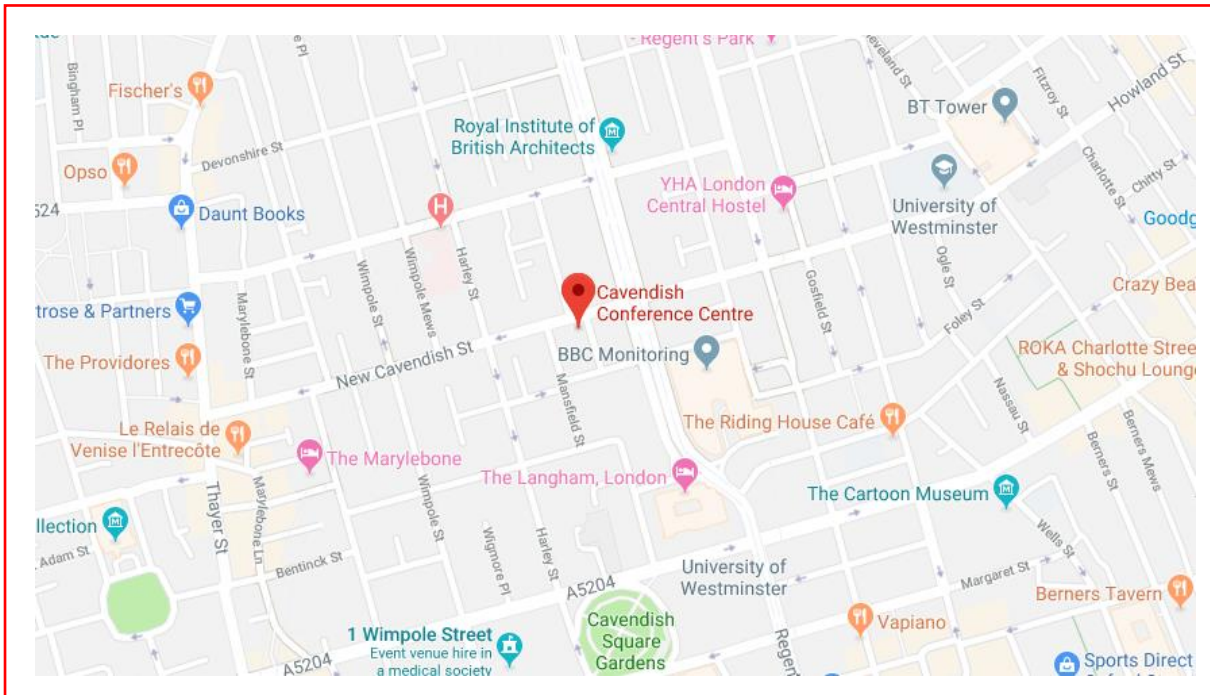 - Regent's Park
Bingham Pl
Cleveland St
Fitzroy St
Howland St
Fischer's
BT Tower
Royal Institute of
British Architects
Devonshire St
Opso
Charlotte St
Chitty St
YHA London
Central Hostel
University of
Westminster
524
Daunt Books
Goodg
Harley St
Wimpole Mews
Wimpole St
Gosfield St
Ogle St
Crazy Bea
Cavendish
Conference Centre
trose & Partners
Marylebone St
Foley St
The Providores
New Cavendish St
BBC Monitoring
ROKA Charlotte Stree
& Shochu Lounge
Mansfield St
Nassau St
Le Relais de
Venise l'Entrecôte
The Riding House Café
Berners Mews
Berners St
The Marylebone
The Langham, London
The Cartoon Museum
Thayer St
Marylebone Ln
Wimpole St
llection
Adam St
Bentinck St
Wigmore Pl
Harley St
Wells St
University of
Westminster
A5204
Margaret St
Berners Tavern
Cavendish
Square
Gardens
Vapiano
1 Wimpole Street
Event venue hire in
a medical society
A5204
Regent
Sports Direct